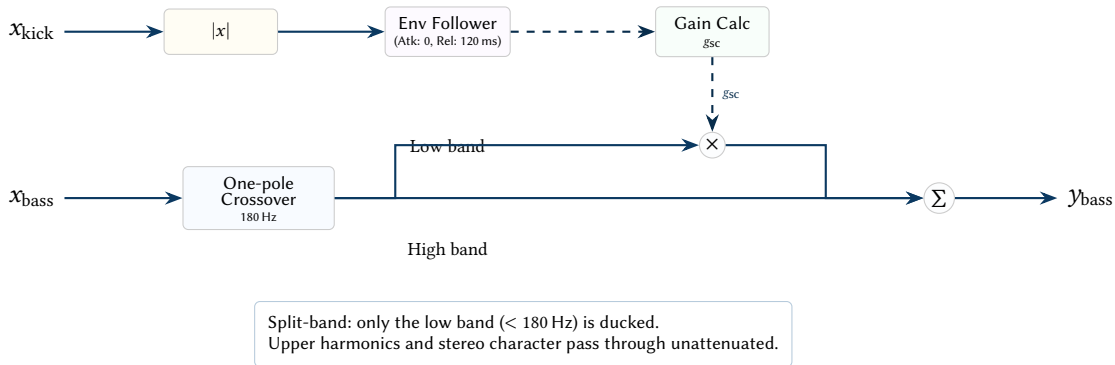 x_kick
|x|
Env Follower
(Atk: 0, Rel: 120 ms)
Gain Calc
g_sc
g_sc
Low band
×
x_bass
One-pole
Crossover
180 Hz
Σ
y_bass
High band
Split-band: only the low band (< 180 Hz) is ducked.
Upper harmonics and stereo character pass through unattenuated.